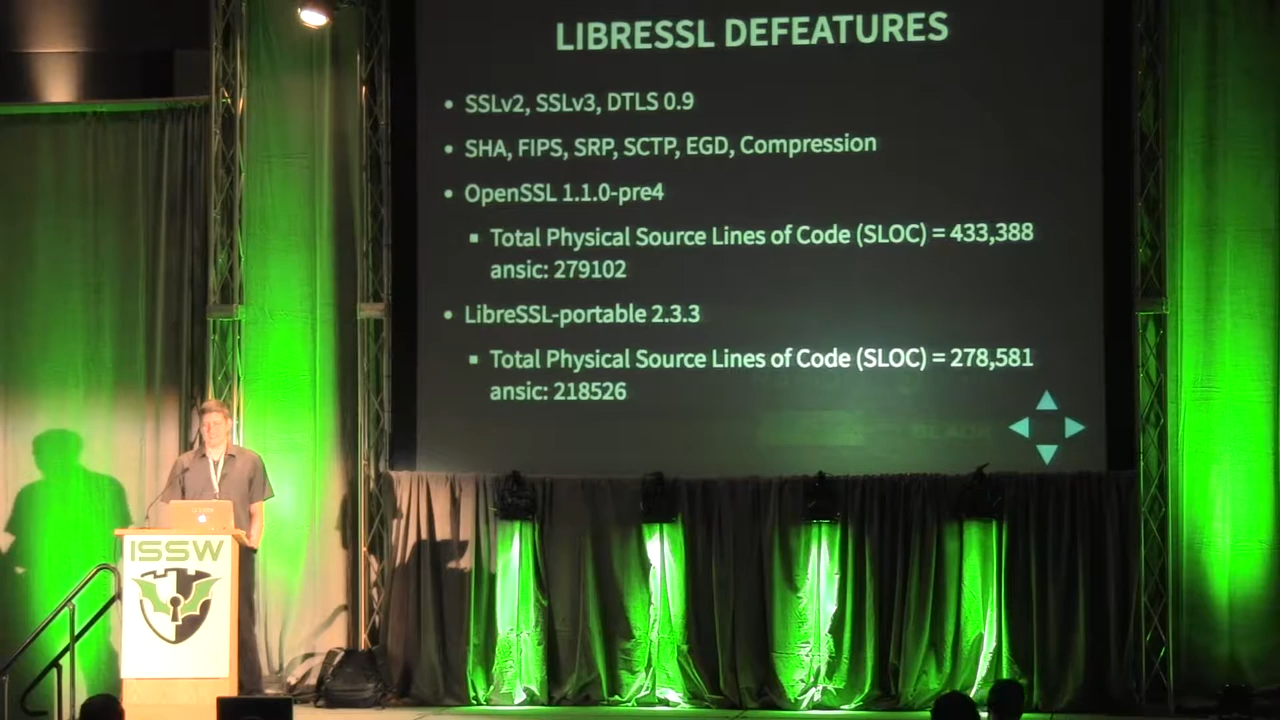 LIBRESSL DEFEATURES
• SSLv2, SSLv3, DTLS 0.9
• SHA, FIPS, SRP, SCTP, EGD, Compression
• OpenSSL 1.1.0-pre4
▪ Total Physical Source Lines of Code (SLOC) = 433,388
ansic: 279102
• LibreSSL-portable 2.3.3
▪ Total Physical Source Lines of Code (SLOC) = 278,581
ansic: 218526
ISSW